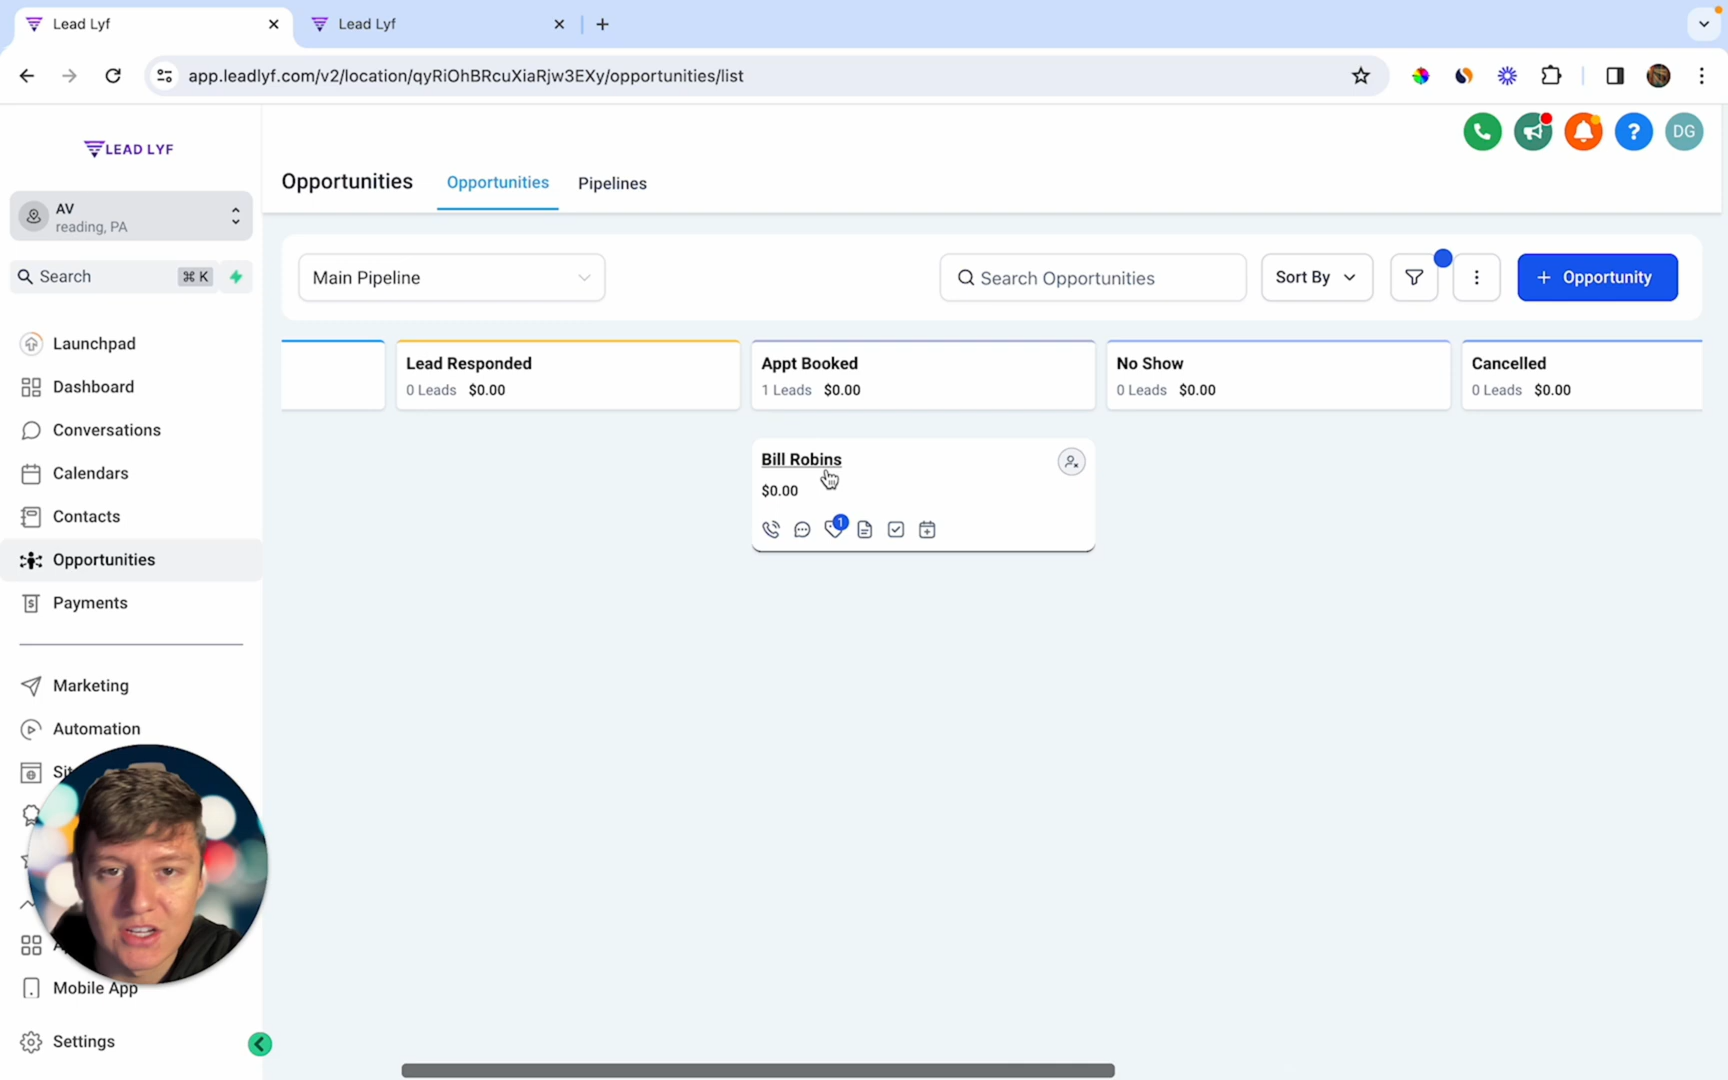 Lead Lyf
Lead Lyf
app.leadlyf.com/v2/location/qyRiOhBRcuXiaRjw3EXy/opportunities/list
LEAD LYF
AV
reading, PA
Search ⌘ K
Launchpad
Dashboard
Conversations
Calendars
Contacts
Opportunities
Payments
Marketing
Automation
Mobile App
Settings
Opportunities Opportunities Pipelines
? DG
Main Pipeline
Search Opportunities
Sort By
+ Opportunity
Lead Responded
0 Leads $0.00
Appt Booked
1 Leads $0.00
No Show
0 Leads $0.00
Cancelled
0 Leads $0.00
Bill Robins
$0.00
1